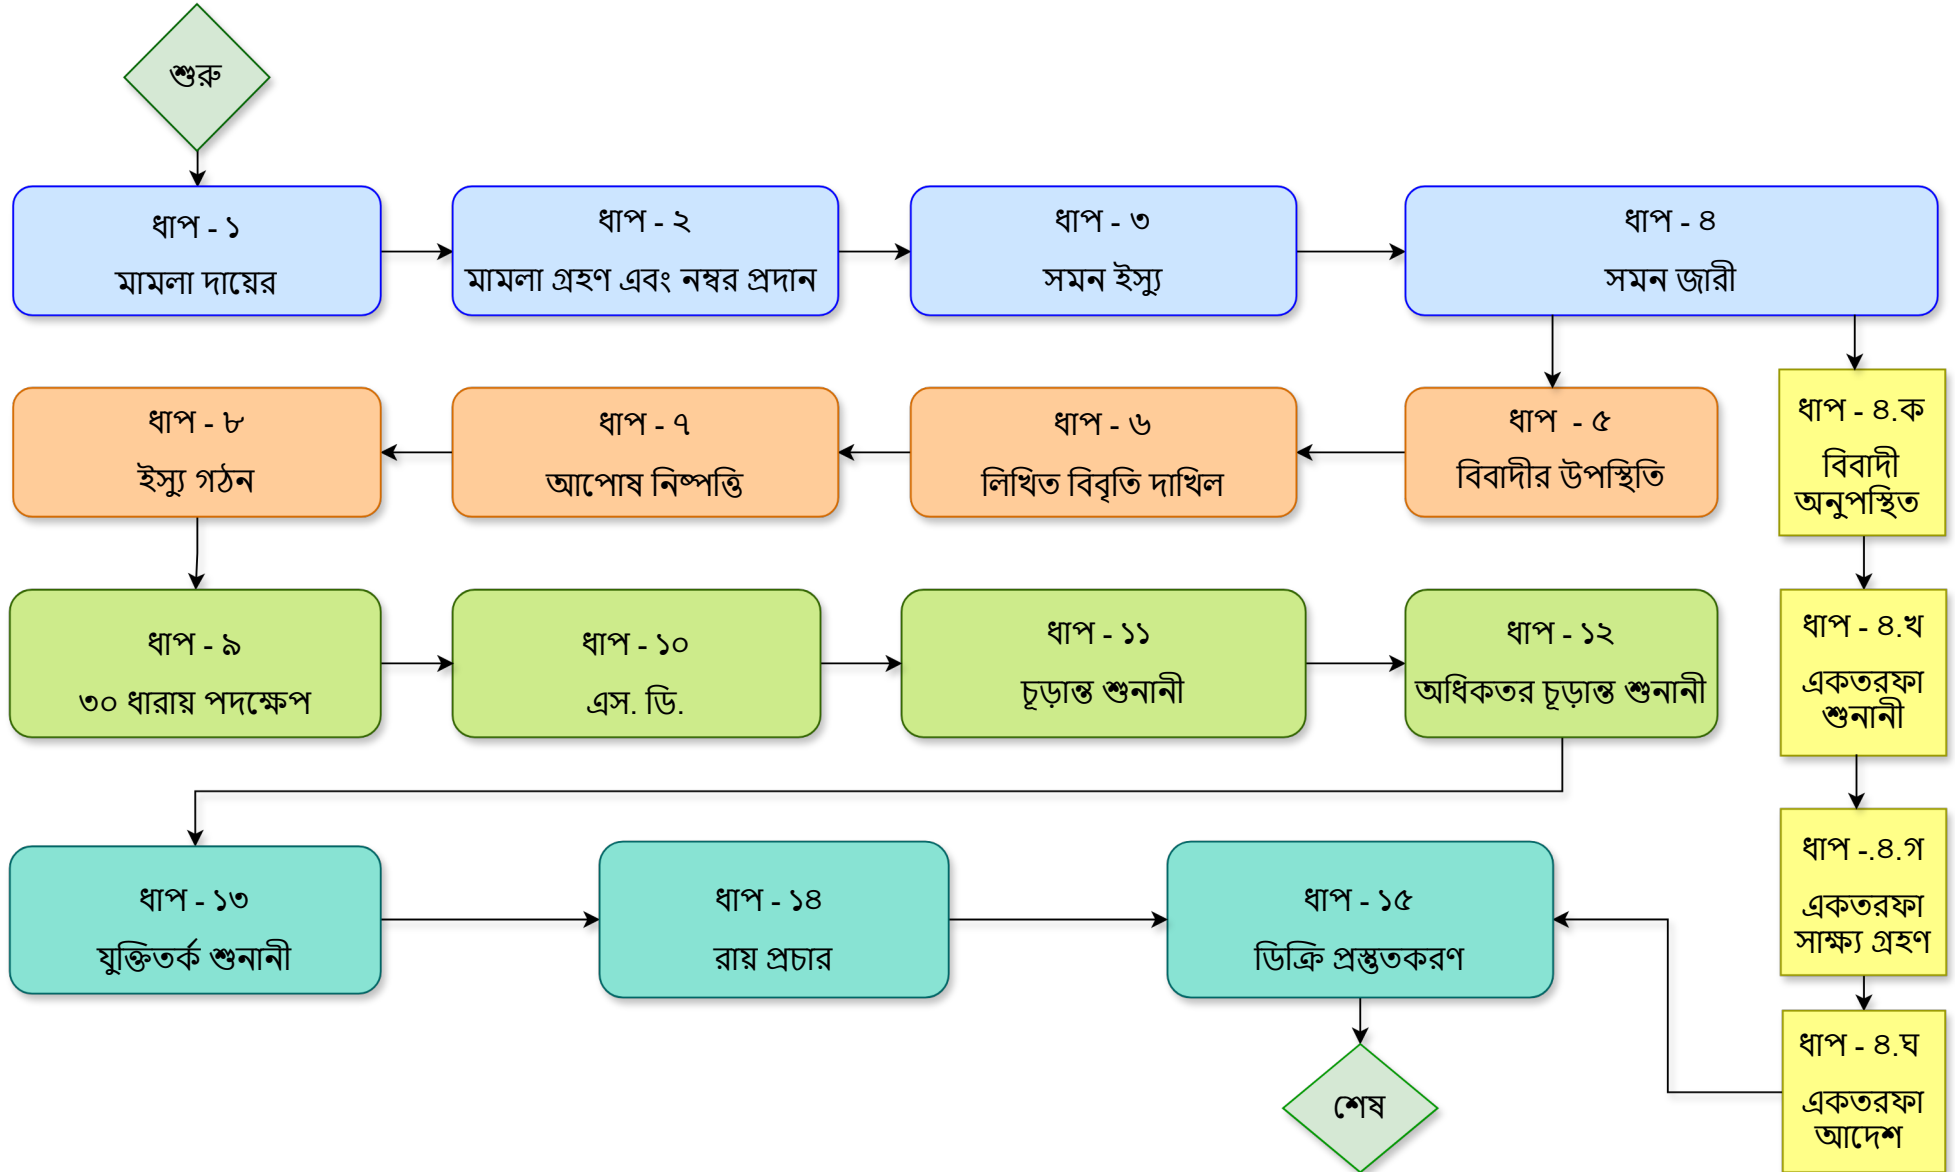 শুরু
ধাপ - ১
মামলা দায়ের
ধাপ - ২
মামলা গ্রহণ এবং নম্বর প্রদান
ধাপ - ৩
সমন ইস্যু
ধাপ - ৪
সমন জারী
ধাপ - ৪.ক
বিবাদী
অনুপস্থিত
ধাপ - ৫
বিবাদীর উপস্থিতি
ধাপ - ৬
লিখিত বিবৃতি দাখিল
ধাপ - ৭
আপোষ নিষ্পত্তি
ধাপ - ৮
ইস্যু গঠন
ধাপ - ৯
৩০ ধারায় পদক্ষেপ
ধাপ - ১০
এস. ডি.
ধাপ - ১১
চূড়ান্ত শুনানী
ধাপ - ১২
অধিকতর চূড়ান্ত শুনানী
ধাপ - ৪.খ
একতরফা
শুনানী
ধাপ -.৪.গ
একতরফা
সাক্ষ্য গ্রহণ
ধাপ - ১৩
যুক্তিতর্ক শুনানী
ধাপ - ১৪
রায় প্রচার
ধাপ - ১৫
ডিক্রি প্রস্তুতকরণ
ধাপ - ৪.ঘ
একতরফা
আদেশ
শেষ